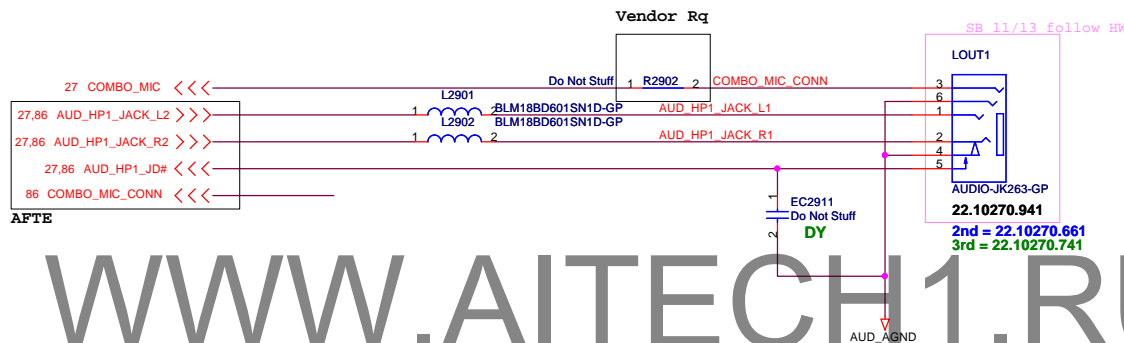 Vendor Rq
SB 11/13 follow HW
LOUT1
27 COMBO_MIC
Do Not Stuff
1 R2902 2
COMBO_MIC_CONN
3
6
L2901
27,86 AUD_HP1_JACK_L2
1
2
BLM18BD601SN1D-GP
AUD_HP1_JACK_L1
1
L2902
BLM18BD601SN1D-GP
27,86 AUD_HP1_JACK_R2
1
2
AUD_HP1_JACK_R1
2
4
27,86 AUD_HP1_JD#
5
86 COMBO_MIC_CONN
AFTE
1
EC2911
Do Not Stuff
DY
2
AUDIO-JK263-GP
22.10270.941
2nd = 22.10270.661
3rd = 22.10270.741
WWW.AITECH1.RU
AUD_AGND